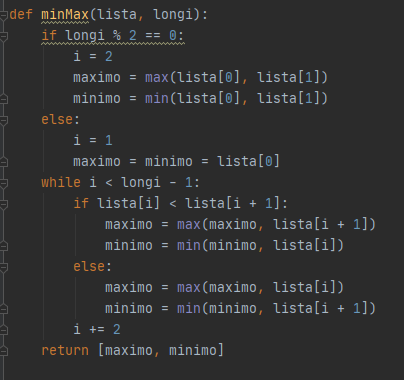 def minMax(lista, longi):
    if longi % 2 == 0:
        i = 2
        maximo = max(lista[0], lista[1])
        minimo = min(lista[0], lista[1])
    else:
        i = 1
        maximo = minimo = lista[0]
    while i < longi - 1:
        if lista[i] < lista[i + 1]:
            maximo = max(maximo, lista[i + 1])
            minimo = min(minimo, lista[i])
        else:
            maximo = max(maximo, lista[i])
            minimo = min(minimo, lista[i + 1])
        i += 2
    return [maximo, minimo]